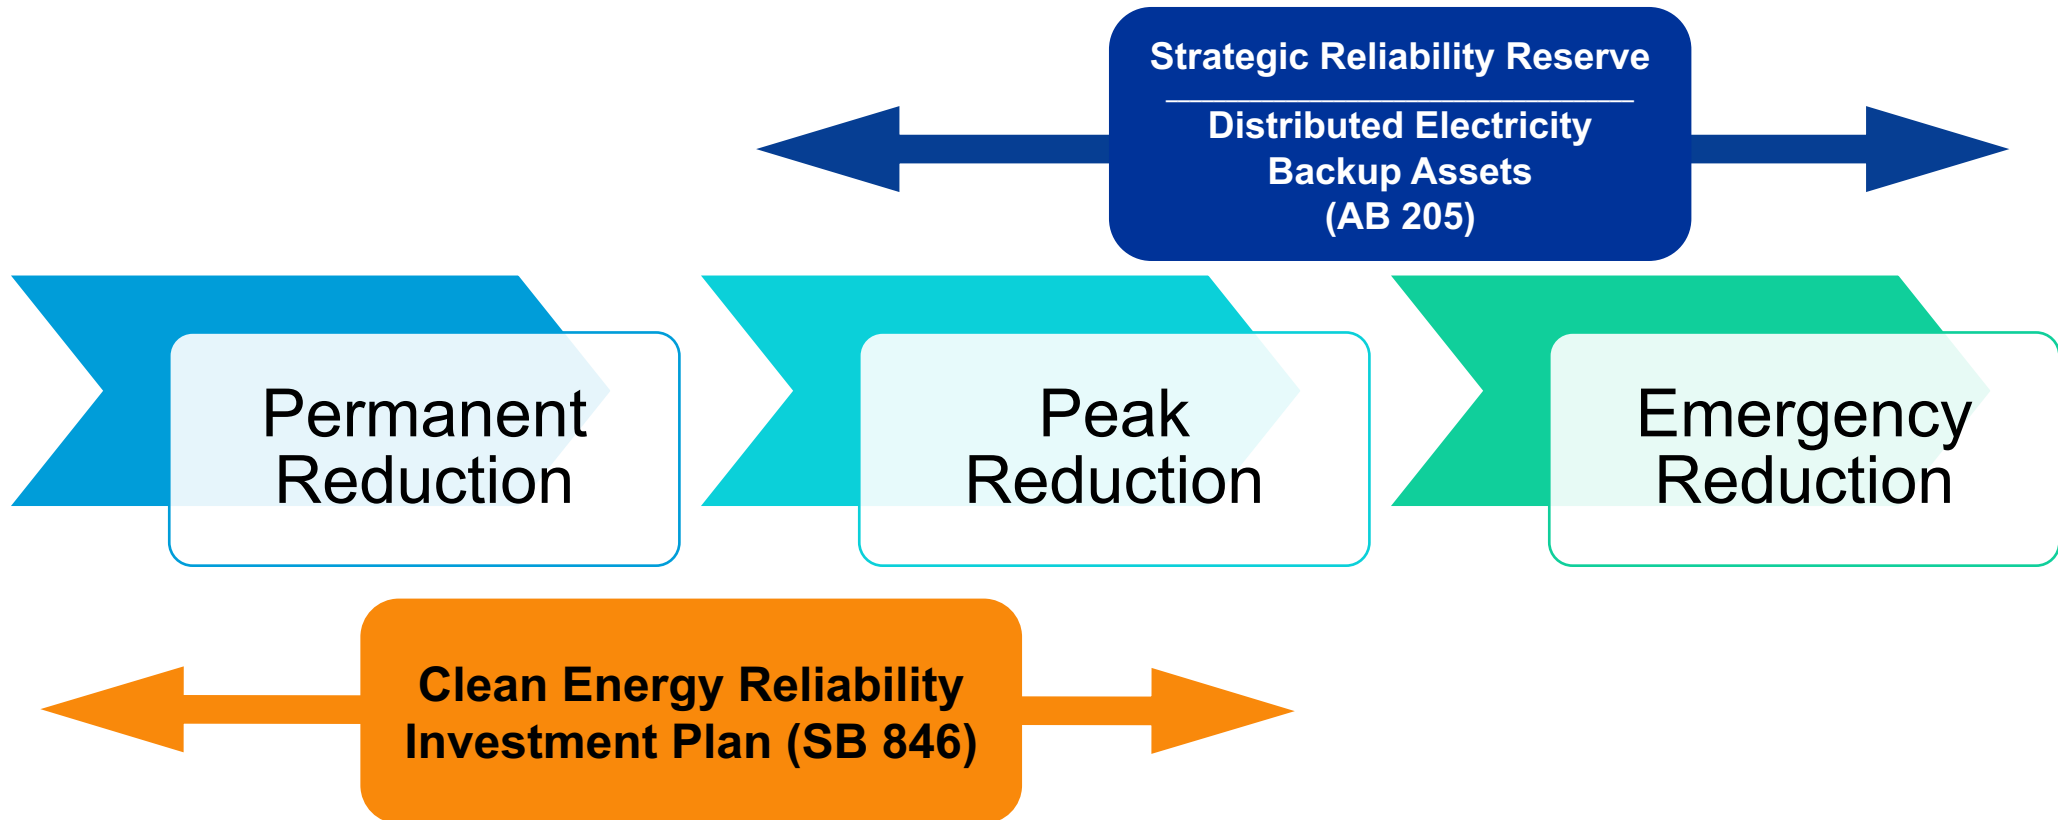 Strategic Reliability Reserve
Distributed Electricity
Backup Assets
(AB 205)
Permanent
Reduction
Peak
Reduction
Emergency
Reduction
Clean Energy Reliability
Investment Plan (SB 846)